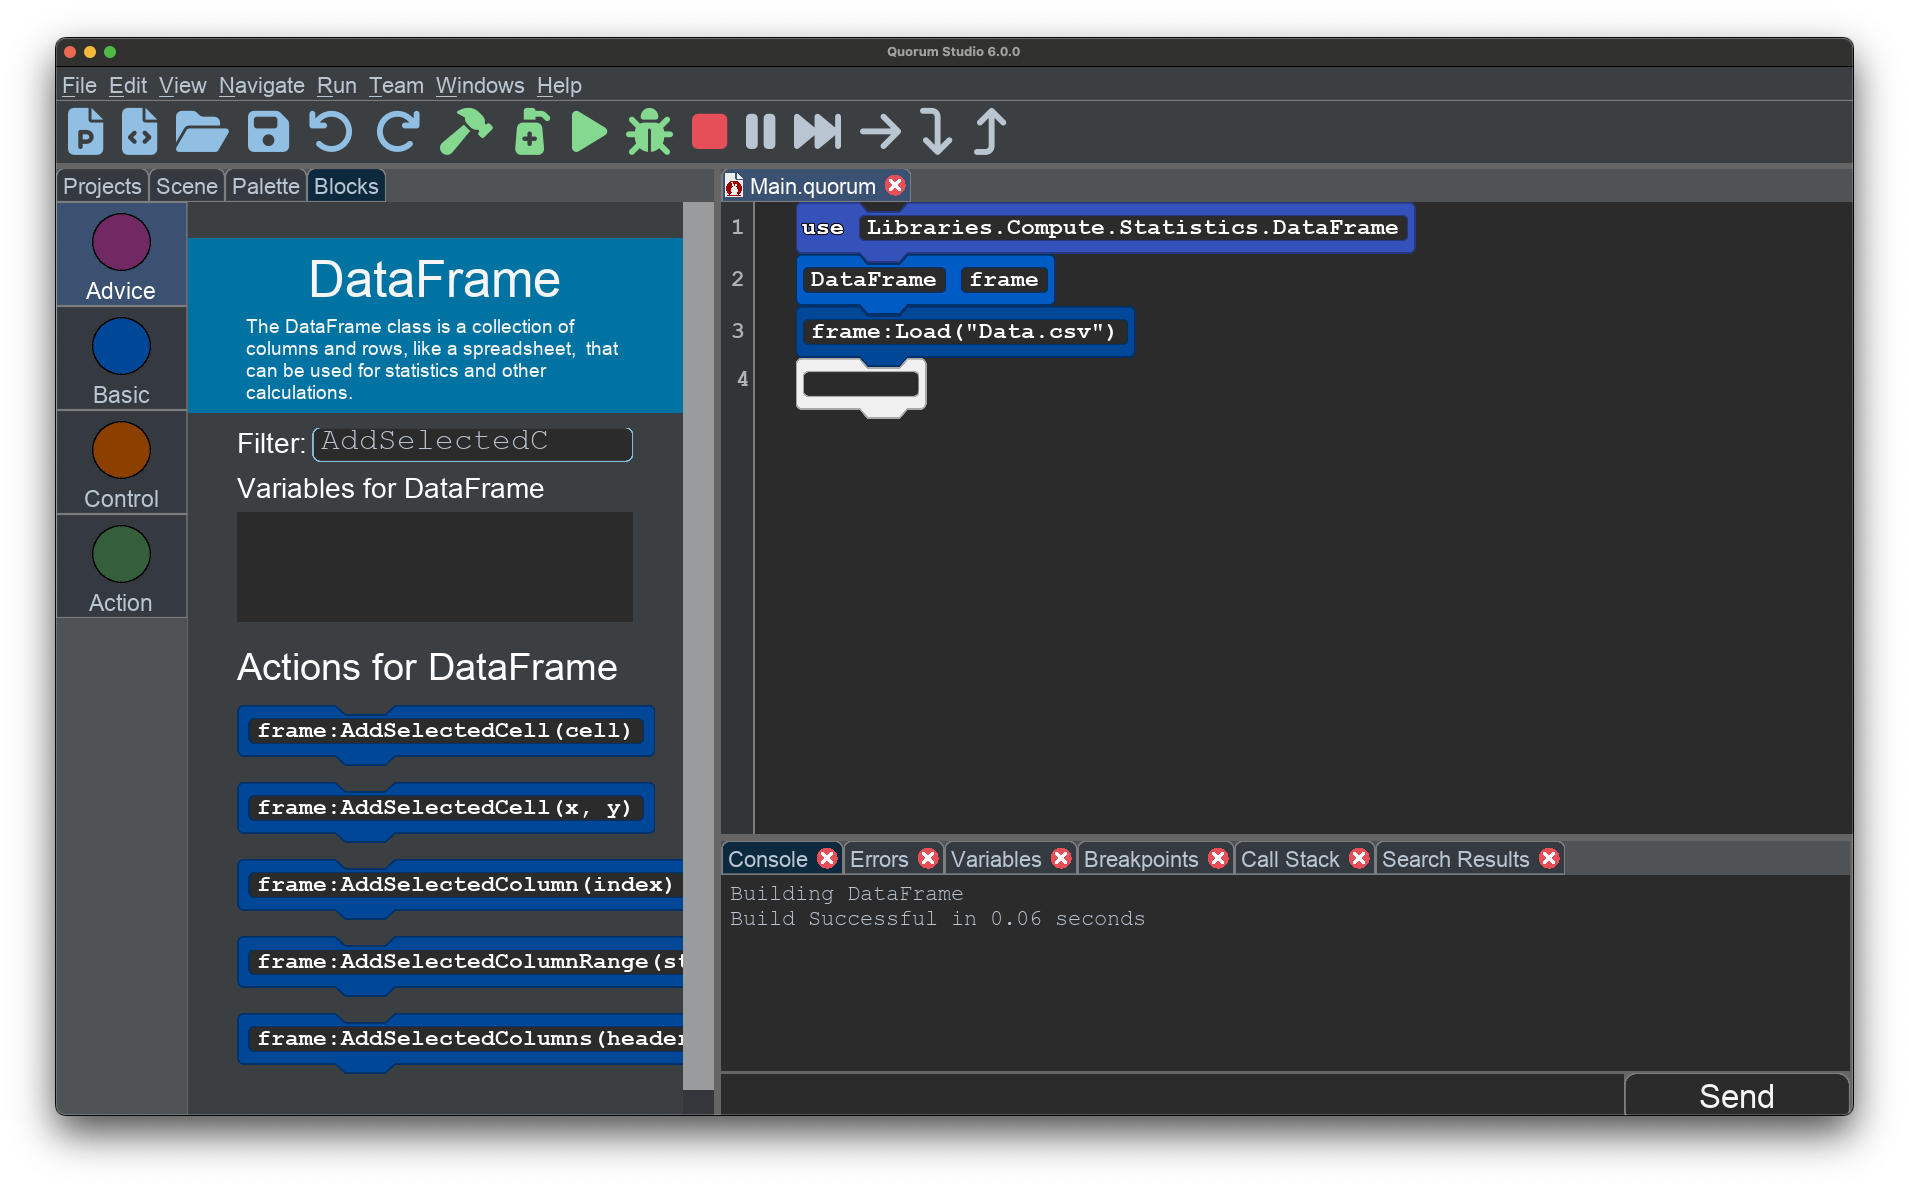 Quorum Studio 6.0.0
File Edit View Navigate Run Team Windows Help
P
Projects Scene Palette Blocks
Advice
Basic
Control
Action
DataFrame
The DataFrame class is a collection of
columns and rows, like a spreadsheet, that
can be used for statistics and other
calculations.
Filter: AddSelectedC
Variables for DataFrame
Actions for DataFrame
frame:AddSelectedCell(cell)
frame:AddSelectedCell(x, y)
frame:AddSelectedColumn(index)
frame:AddSelectedColumnRange(st
frame:AddSelectedColumns(header
Main.quorum
1 use Libraries.Compute.Statistics.DataFrame
2 DataFrame frame
3 frame:Load("Data.csv")
4
Console Errors Variables Breakpoints Call Stack Search Results
Building DataFrame
Build Successful in 0.06 seconds
Send